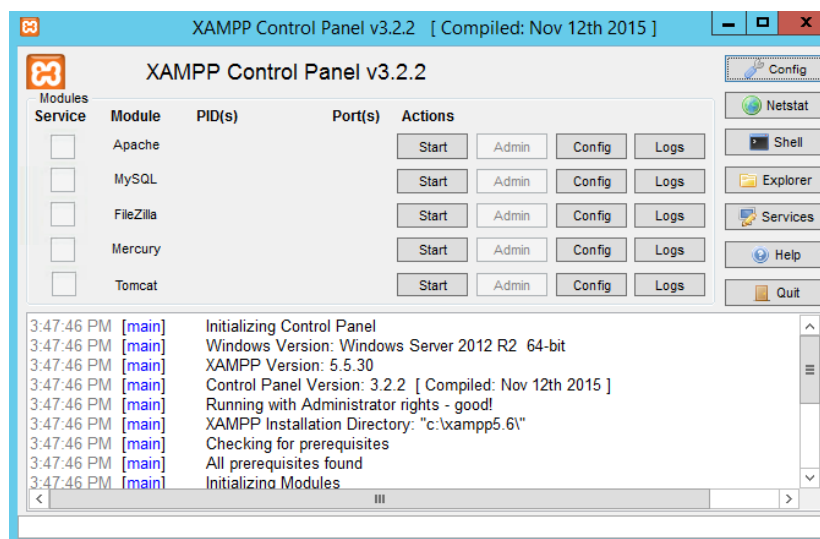 XAMPP Control Panel v3.2.2 [ Compiled: Nov 12th 2015 ]
XAMPP Control Panel v3.2.2
Config
Modules
Service Module PID(s) Port(s) Actions
Netstat
Apache Start Admin Config Logs
Shell
MySQL Start Admin Config Logs
Explorer
FileZilla Start Admin Config Logs
Services
Mercury Start Admin Config Logs
Help
Tomcat Start Admin Config Logs
Quit
3:47:46 PM [main] Initializing Control Panel
3:47:46 PM [main] Windows Version: Windows Server 2012 R2 64-bit
3:47:46 PM [main] XAMPP Version: 5.5.30
3:47:46 PM [main] Control Panel Version: 3.2.2 [ Compiled: Nov 12th 2015 ]
3:47:46 PM [main] Running with Administrator rights - good!
3:47:46 PM [main] XAMPP Installation Directory: "c:\xampp5.6\"
3:47:46 PM [main] Checking for prerequisites
3:47:46 PM [main] All prerequisites found
3:47:46 PM [main] Initializing Modules